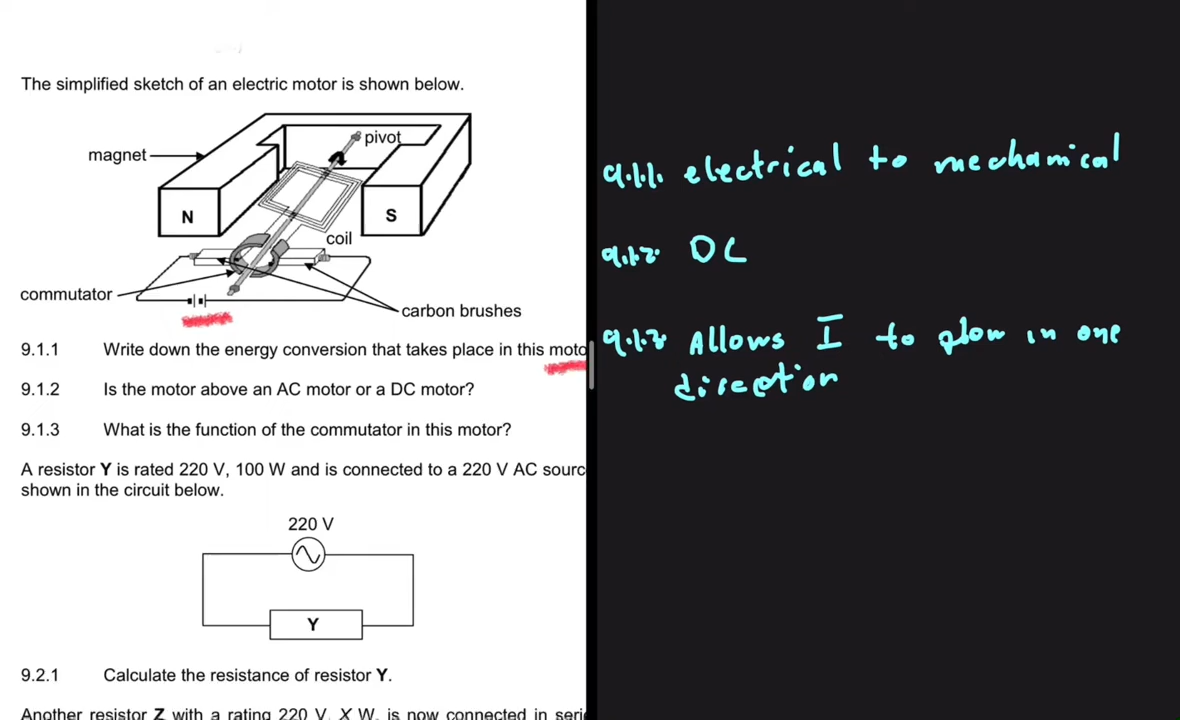 The simplified sketch of an electric motor is shown below.
pivot
magnet
N
S
coil
commutator
carbon brushes
9.1.1 Write down the energy conversion that takes place in this moto
9.1.2 Is the motor above an AC motor or a DC motor?
9.1.3 What is the function of the commutator in this motor?
A resistor Y is rated 220 V, 100 W and is connected to a 220 V AC sourc
shown in the circuit below.
220 V
Y
9.2.1 Calculate the resistance of resistor Y.
Another resistor Z with a rating 220 V, X W, is now connected in serie
9.1.1. electrical to mechanical
9.1.2. DC
9.1.3 Allows I to flow in one
direction